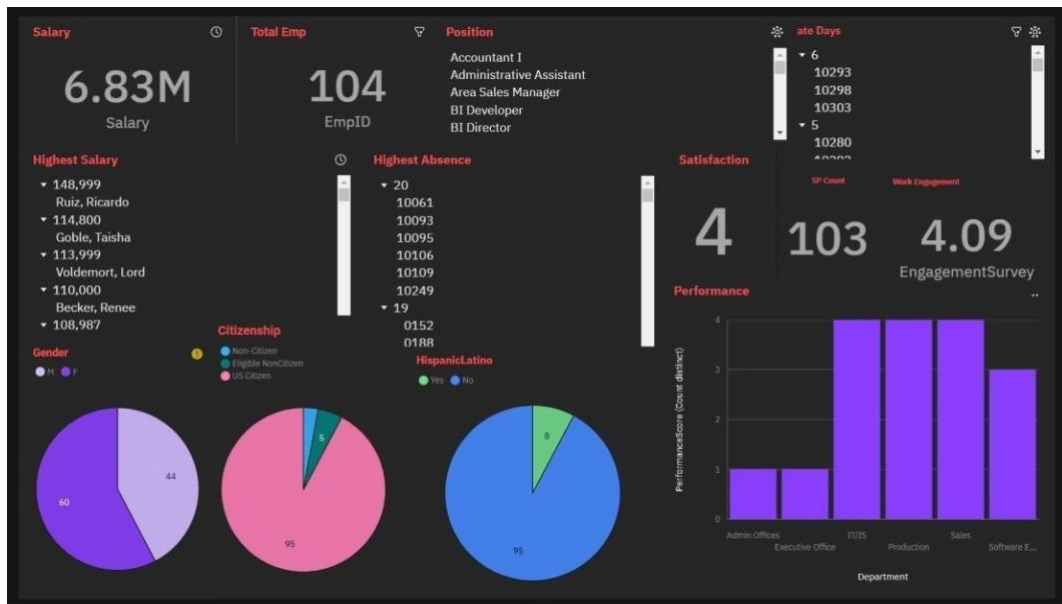 Salary
6.83M
Salary
Total Emp
104
EmpID
Position
Accountant I
Administrative Assistant
Area Sales Manager
BI Developer
BI Director
ate Days
6
10293
10298
10303
5
10280
Highest Salary
148,999
Ruiz, Ricardo
114,800
Goble, Taisha
113,999
Voldemort, Lord
110,000
Becker, Renee
108,987
Highest Absence
20
10061
10093
10095
10106
10109
10249
19
0152
0188
Satisfaction
4
SP Count
103
Work Engagement
4.09
EngagementSurvey
Gender
M F
44
60
Citizenship
Non-Citizen
Eligible NonCitizen
US Citizen
5
95
HispanicLatino
Yes No
8
95
Performance
PerformanceScore (Count distinct)
4
3
2
1
0
Admin Offices
Executive Office
IT/IS
Production
Sales
Software E...
Department